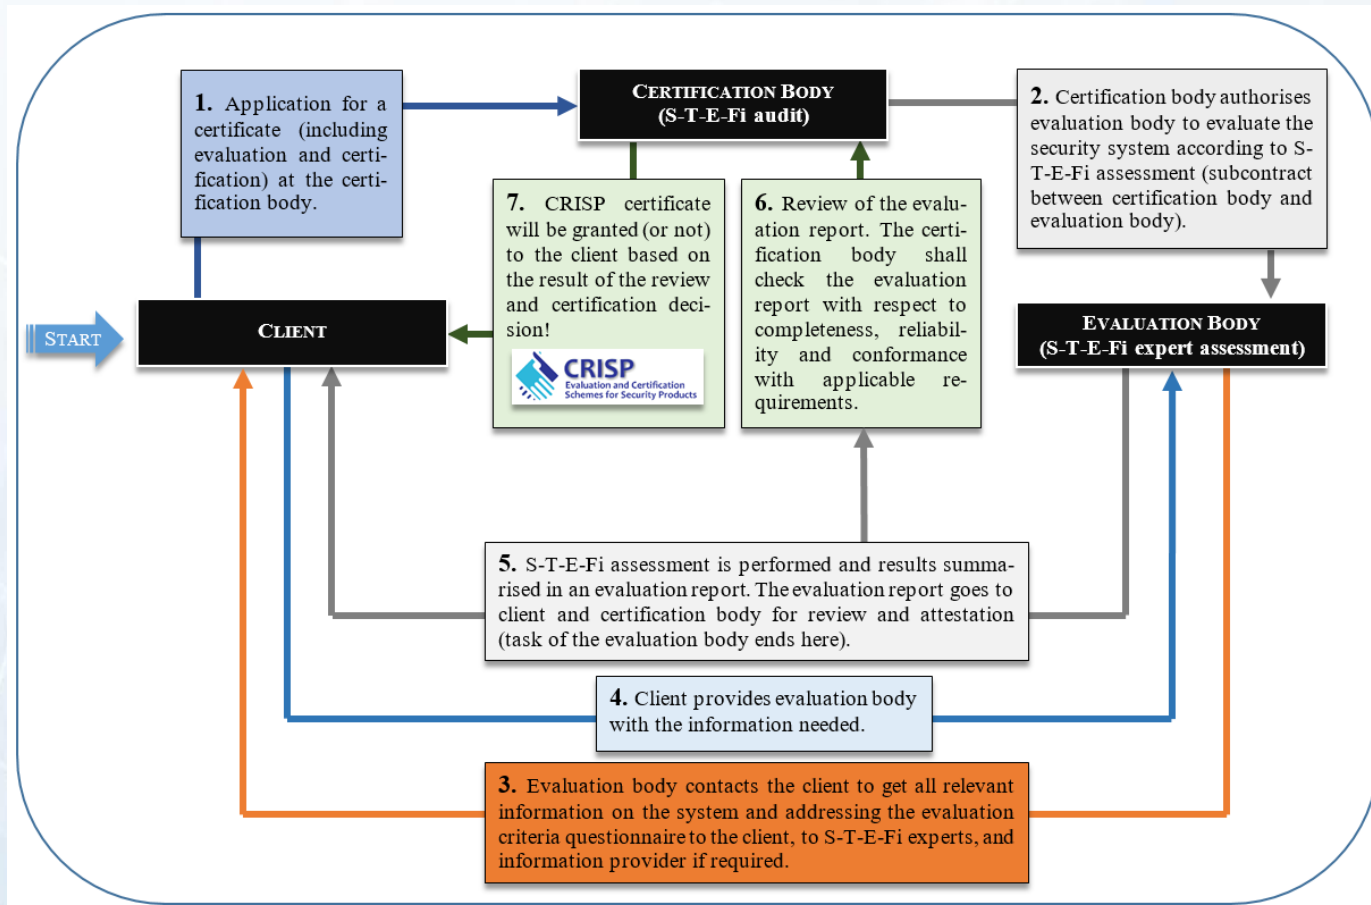 1. Application for a
certificate (including
evaluation and certi-
fication) at the certi-
fication body.
CERTIFICATION BODY
(S-T-E-Fi audit)
2. Certification body authorises
evaluation body to evaluate the
security system according to S-
T-E-Fi assessment (subcontract
between certification body and
evaluation body).
7. CRISP certificate
will be granted (or not)
to the client based on
the result of the review
and certification deci-
sion!
CRISP
Evaluation and Certification
Schemes for Security Products
6. Review of the evalu-
ation report. The certi-
fication body shall
check the evaluation
report with respect to
completeness, reliabil-
ity and conformance
with applicable re-
quirements.
START
CLIENT
EVALUATION BODY
(S-T-E-Fi expert assessment)
5. S-T-E-Fi assessment is performed and results summa-
rised in an evaluation report. The evaluation report goes to
client and certification body for review and attestation
(task of the evaluation body ends here).
4. Client provides evaluation body
with the information needed.
3. Evaluation body contacts the client to get all relevant
information on the system and addressing the evaluation
criteria questionnaire to the client, to S-T-E-Fi experts, and
information provider if required.